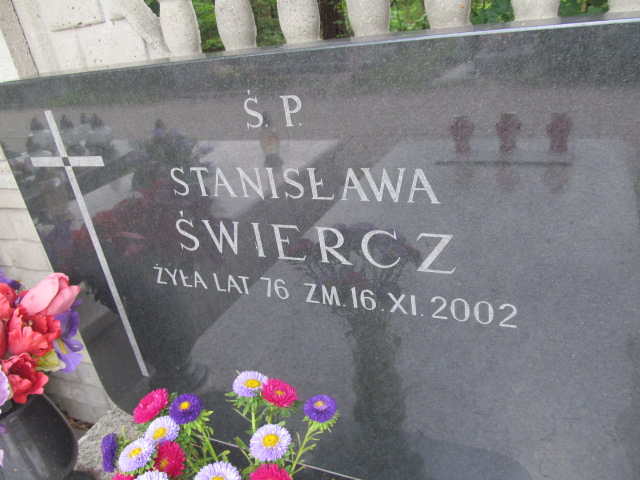 Ś. P.
STANISŁAWA
ŚWIERCZ
ŻYŁA LAT 76 ZM. 16. XI. 2002